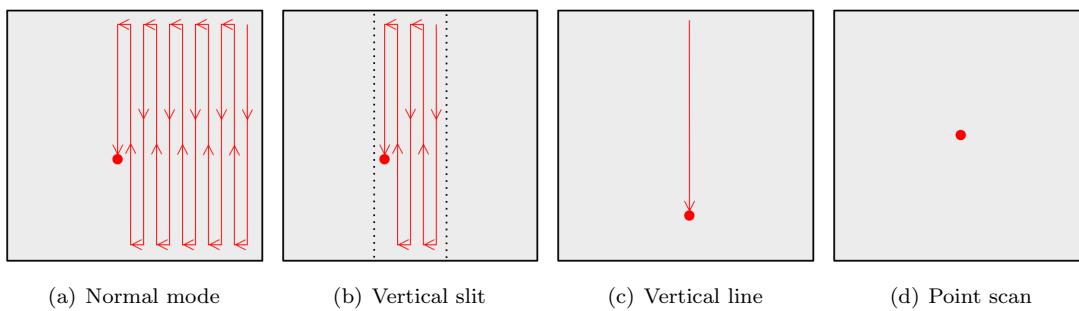 (a) Normal mode
(b) Vertical slit
(c) Vertical line
(d) Point scan